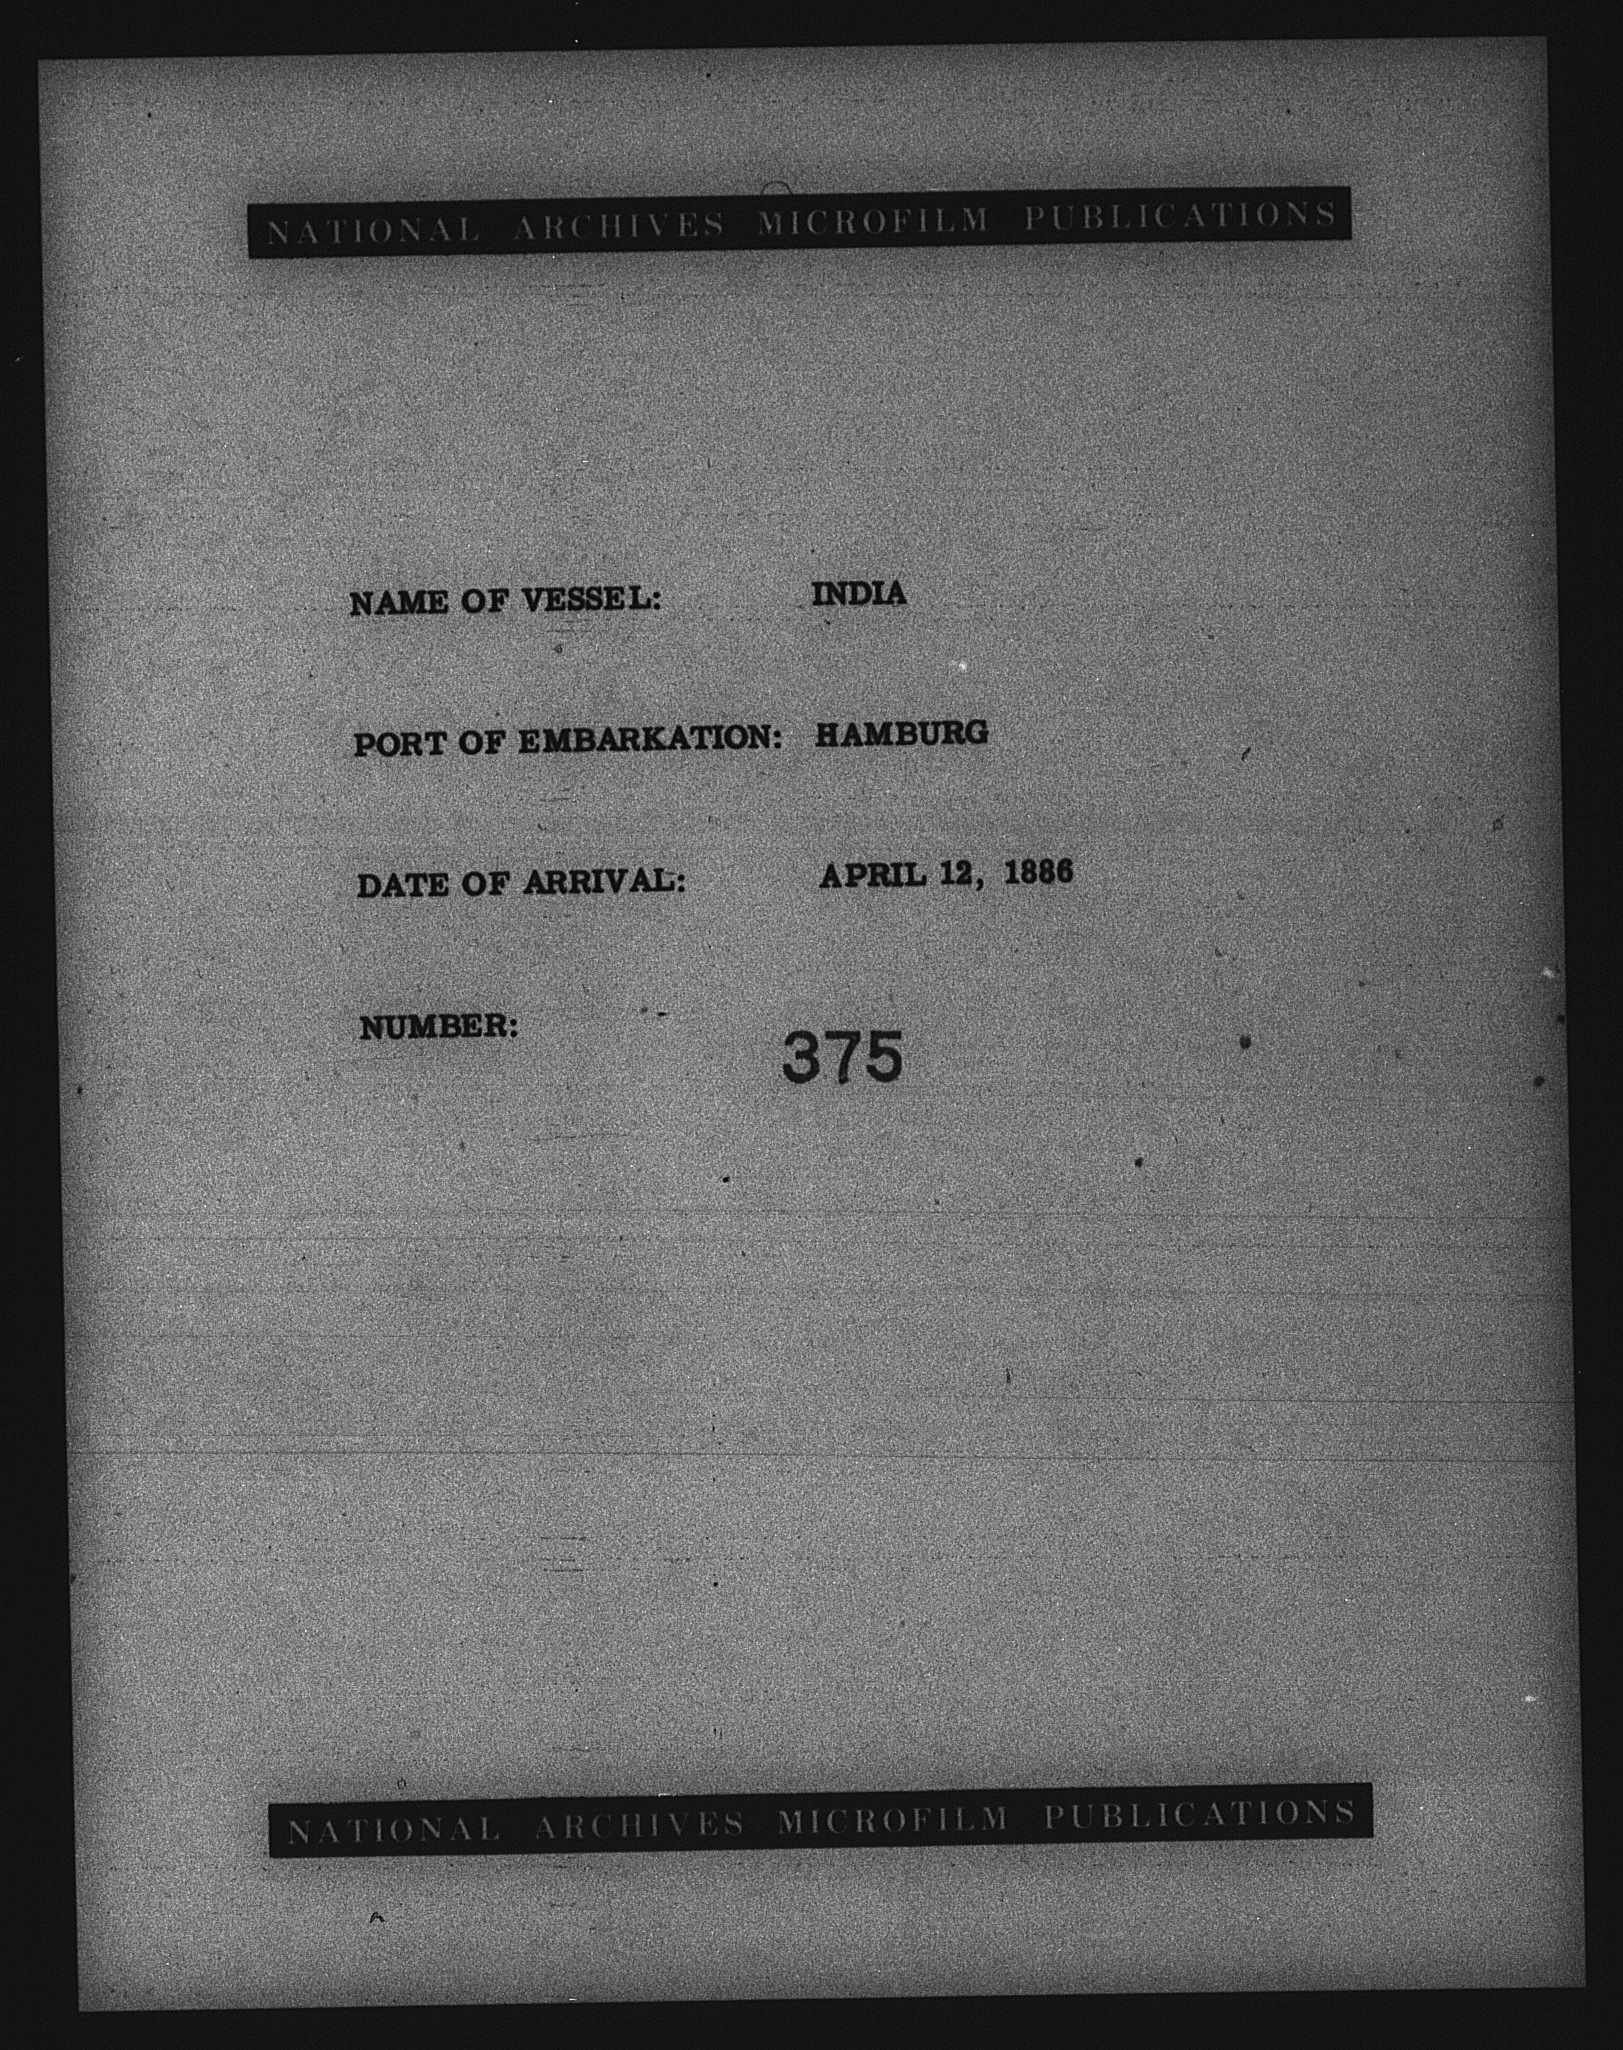 NATIONAL ARCHIVES MICROFILM PUBLICATIONS
NAME OF VESSEL: INDIA
PORT OF EMBARKATION: HAMBURG
DATE OF ARRIVAL: APRIL 12, 1886
NUMBER: 375
NATIONAL ARCHIVES MICROFILM PUBLICATIONS